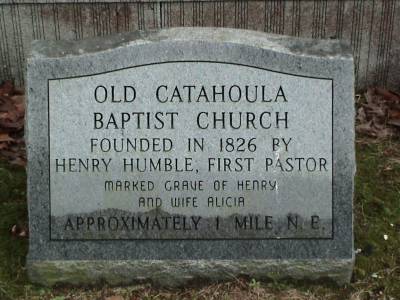 OLD CATAHOULA
BAPTIST CHURCH
FOUNDED IN 1826 BY
HENRY HUMBLE, FIRST PASTOR
MARKED GRAVE OF HENRY
AND WIFE ALICIA
APPROXIMATELY 1 MILE N.E.